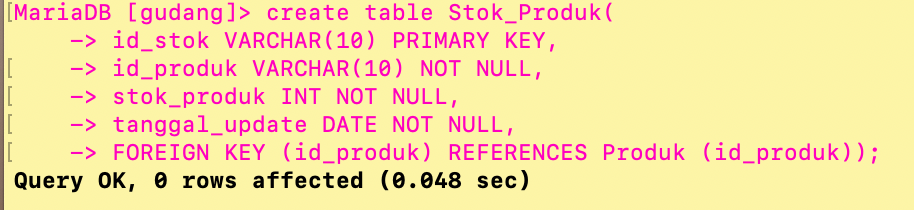 MariaDB [gudang]> create table Stok_Produk(
    -> id_stok VARCHAR(10) PRIMARY KEY,
    -> id_produk VARCHAR(10) NOT NULL,
    -> stok_produk INT NOT NULL,
    -> tanggal_update DATE NOT NULL,
    -> FOREIGN KEY (id_produk) REFERENCES Produk (id_produk));
Query OK, 0 rows affected (0.048 sec)